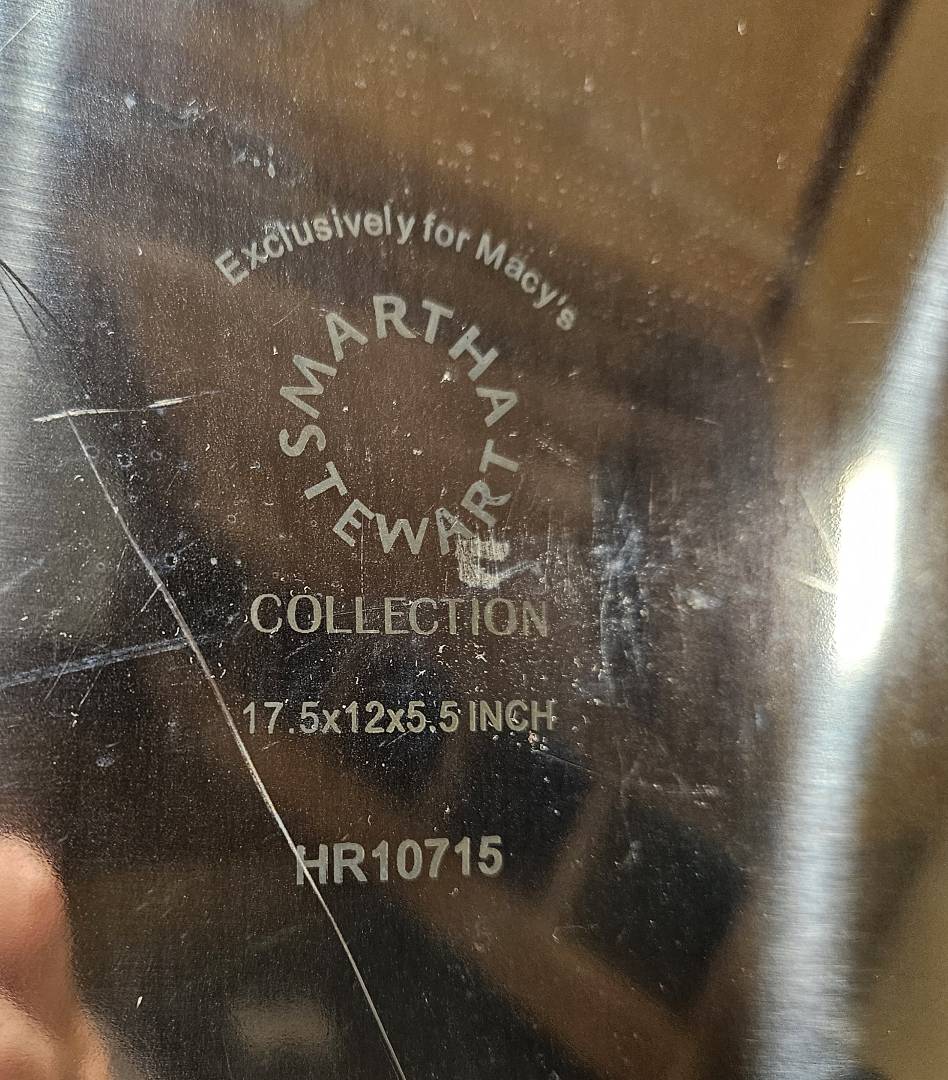 Exclusively for Macy's
MARTHA
STEWART
COLLECTION
17.5x12x5.5 INCH
HR10715